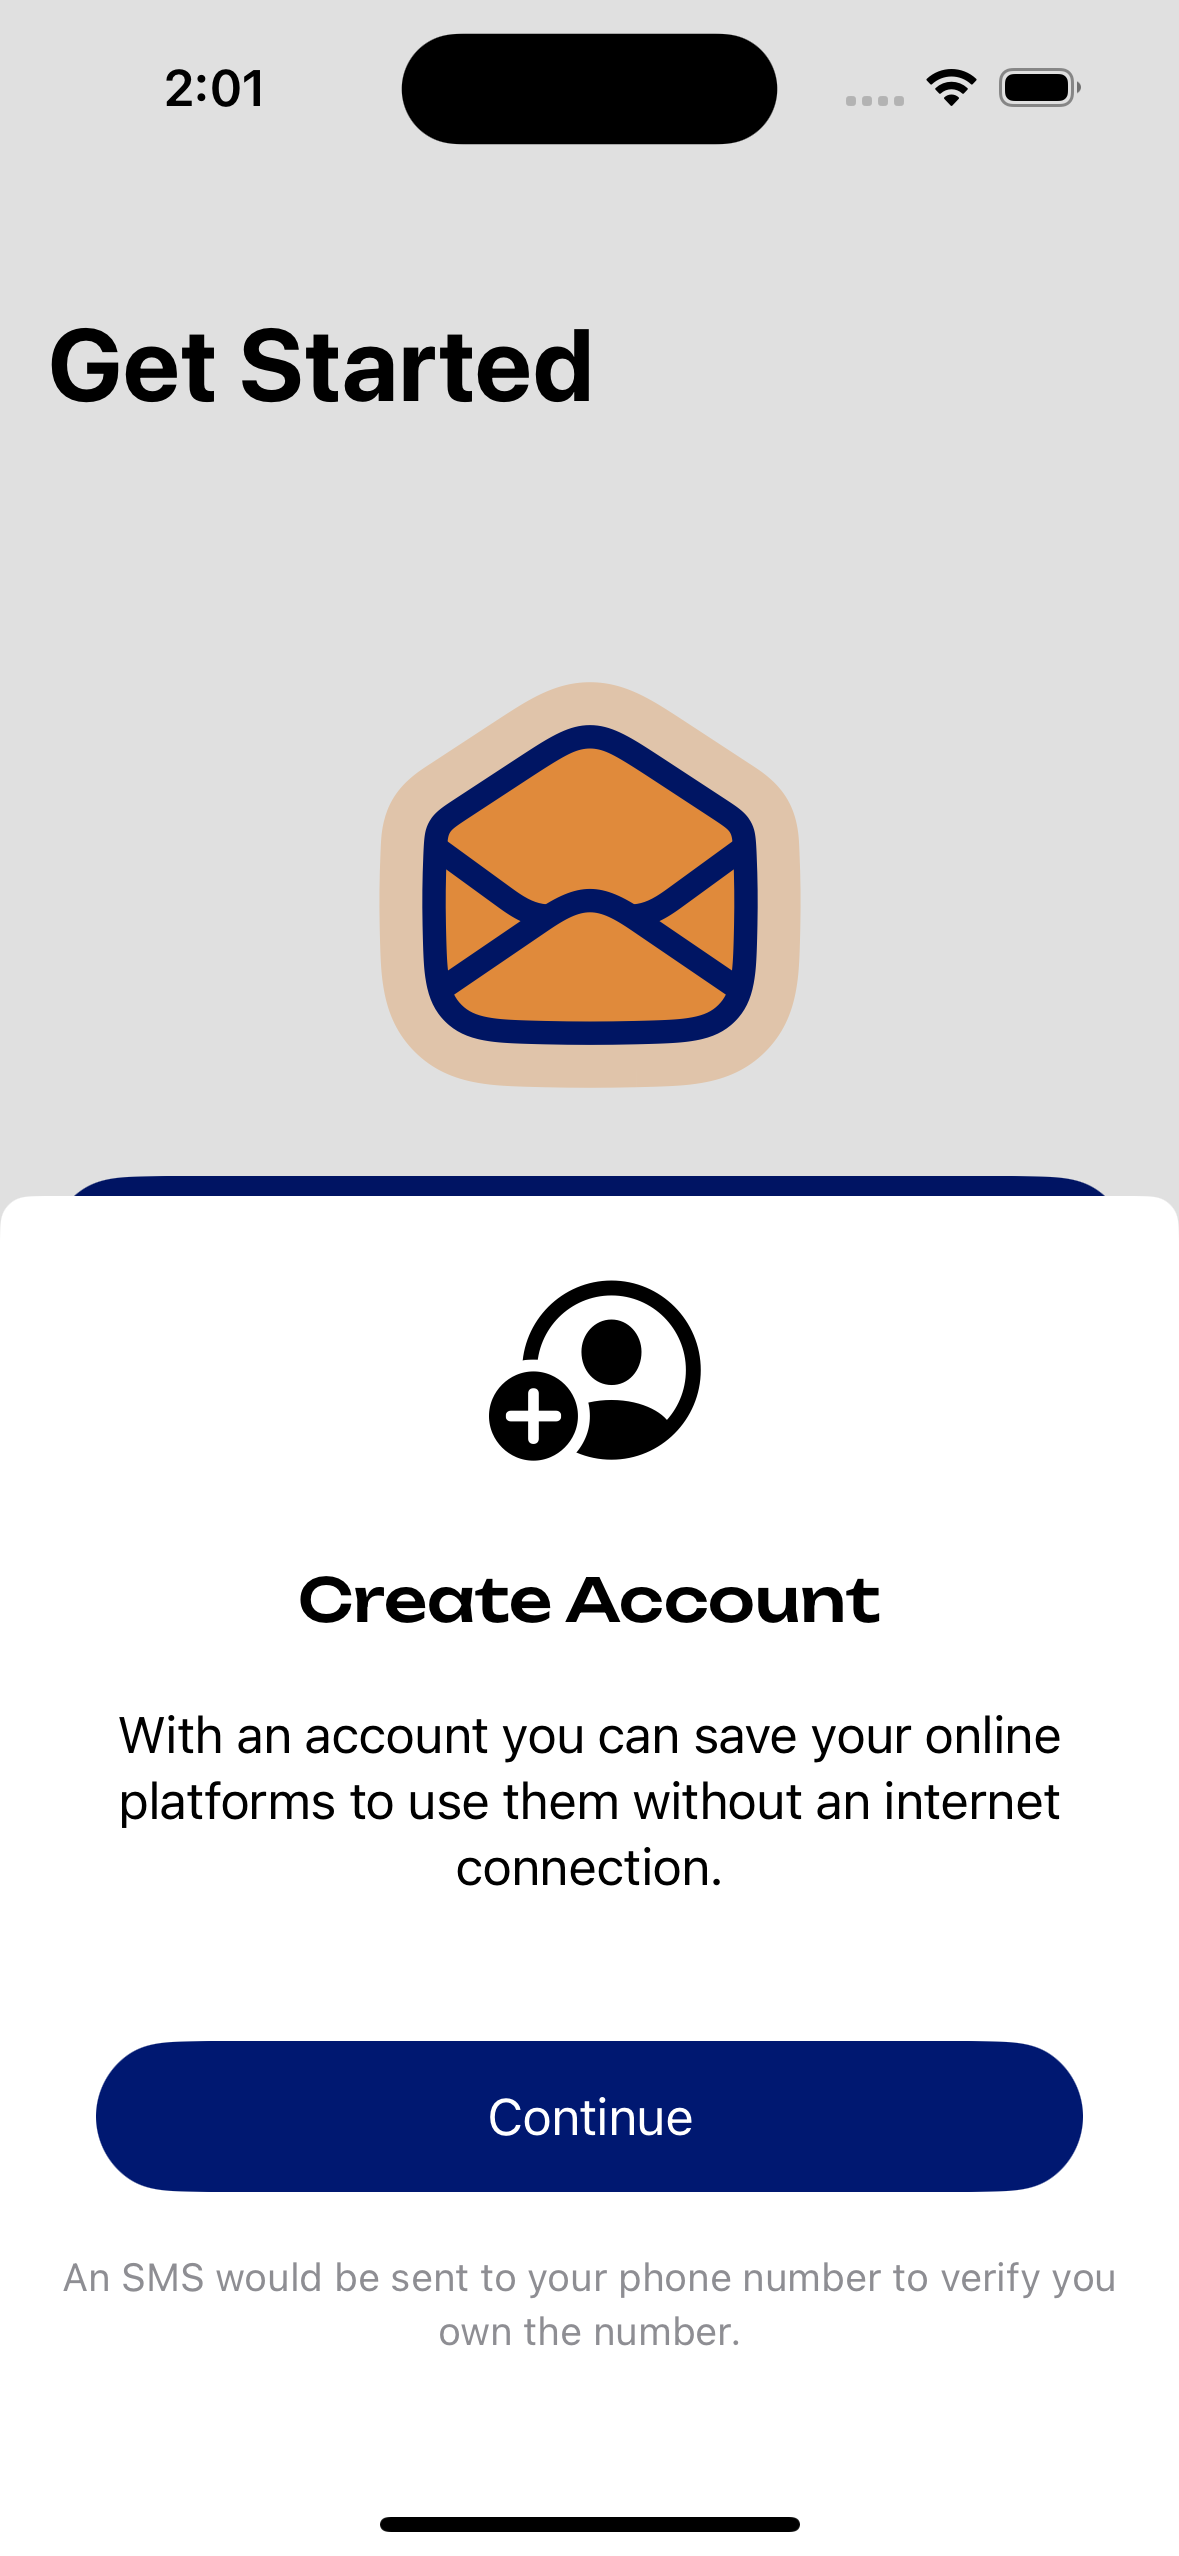 2:01
Get Started
Create Account
With an account you can save your online
platforms to use them without an internet
connection.
Continue
An SMS would be sent to your phone number to verify you
own the number.